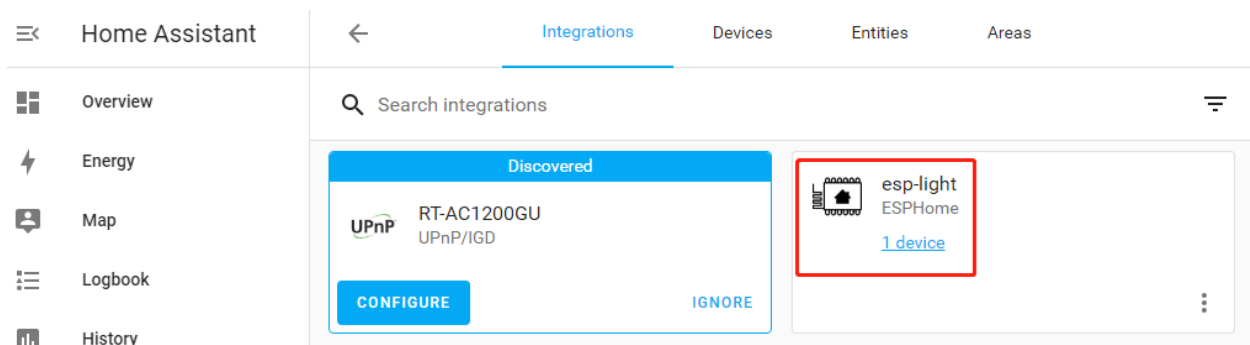 Home Assistant
Integrations Devices Entities Areas
Overview
Search integrations
Energy
Discovered
RT-AC1200GU
UPnP
UPnP/IGD
esp-light
ESPHome
1 device
Map
Logbook
CONFIGURE IGNORE
History